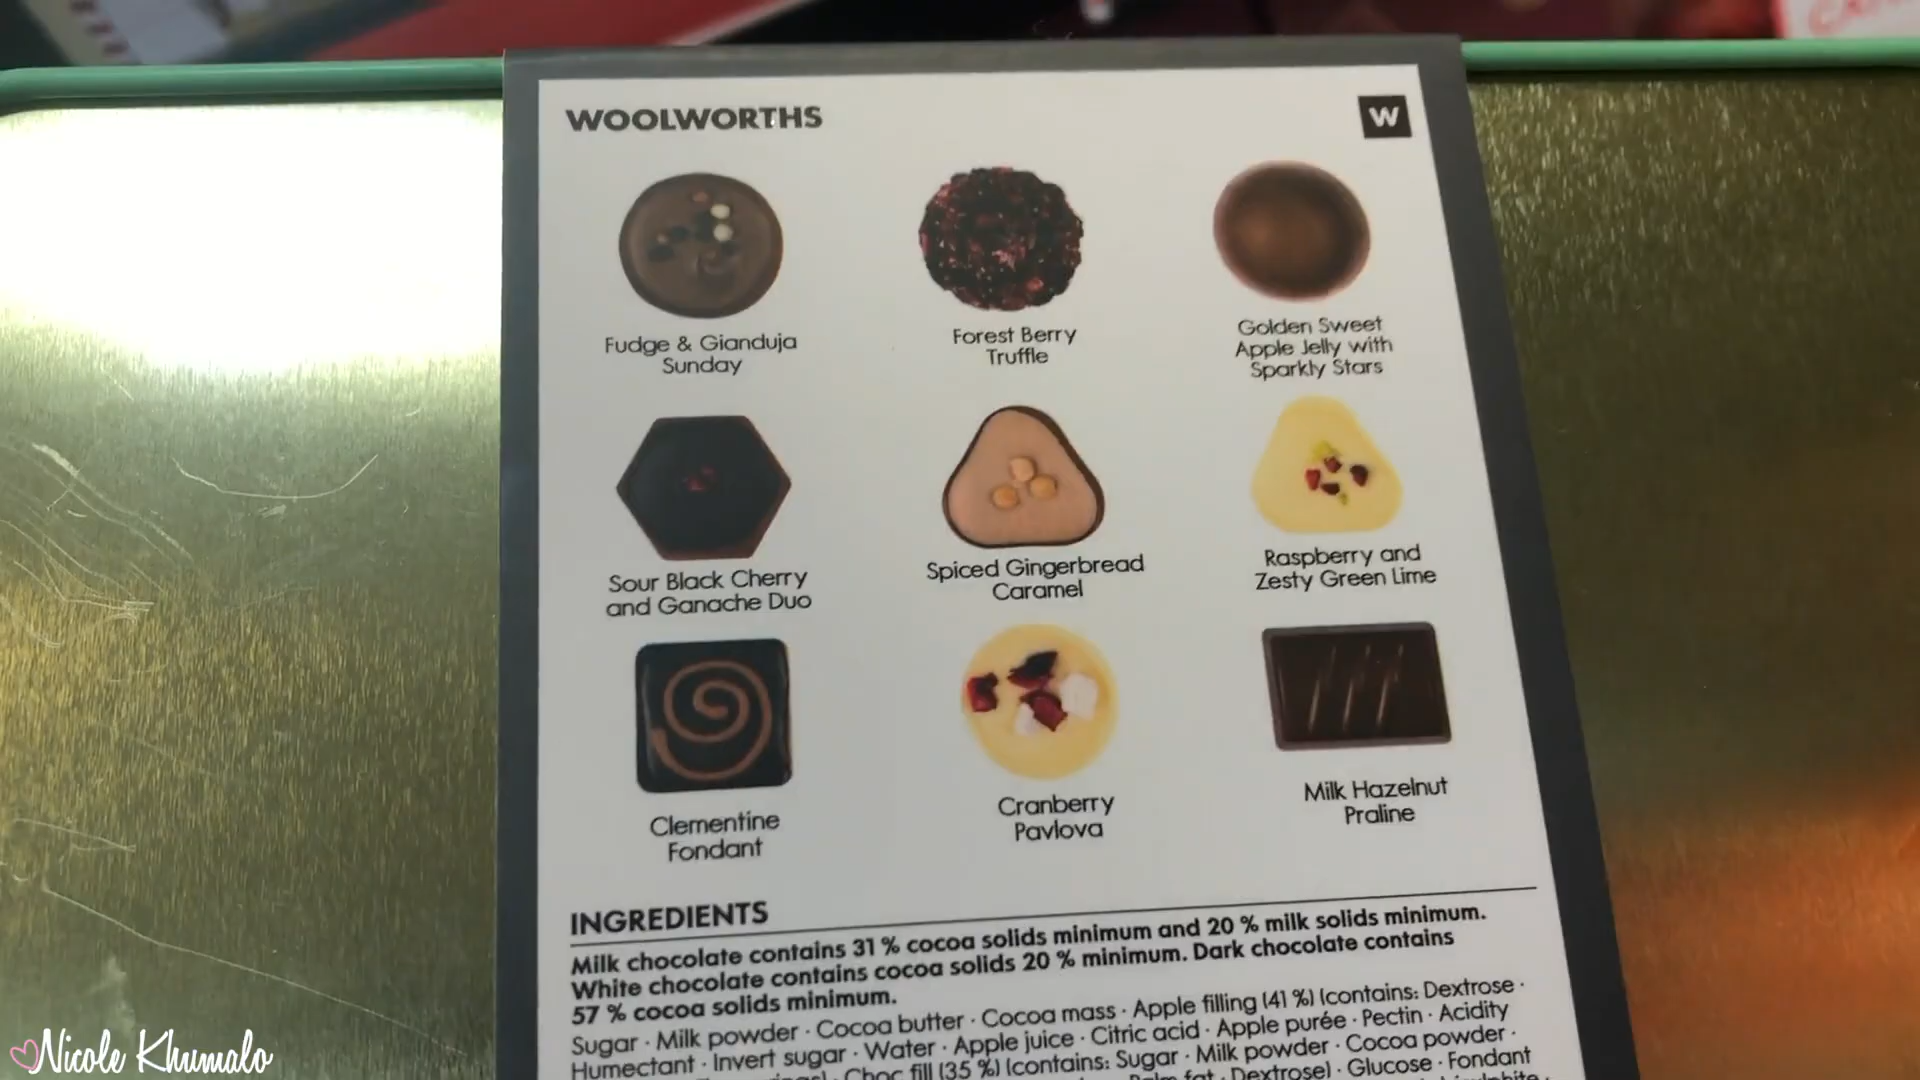 WOOLWORTHS
W
Fudge & Gianduja
Sunday
Forest Berry
Truffle
Golden Sweet
Apple Jelly with
Sparkly Stars
Sour Black Cherry
and Ganache Duo
Spiced Gingerbread
Caramel
Raspberry and
Zesty Green Lime
Clementine
Fondant
Cranberry
Pavlova
Milk Hazelnut
Praline
INGREDIENTS
Milk chocolate contains 31 % cocoa solids minimum and 20 % milk solids minimum.
White chocolate contains cocoa solids 20 % minimum. Dark chocolate contains
57 % cocoa solids minimum.
Sugar · Milk powder · Cocoa butter · Cocoa mass · Apple filling (41 %) (contains: Dextrose ·
Humectant · Invert sugar · Water · Apple juice · Citric acid · Apple purée · Pectin · Acidity
Choc fill (35 %) (contains: Sugar · Milk powder · Cocoa powder ·
Palm fat · Dextrose) · Glucose · Fondant
Nicole Khumalo